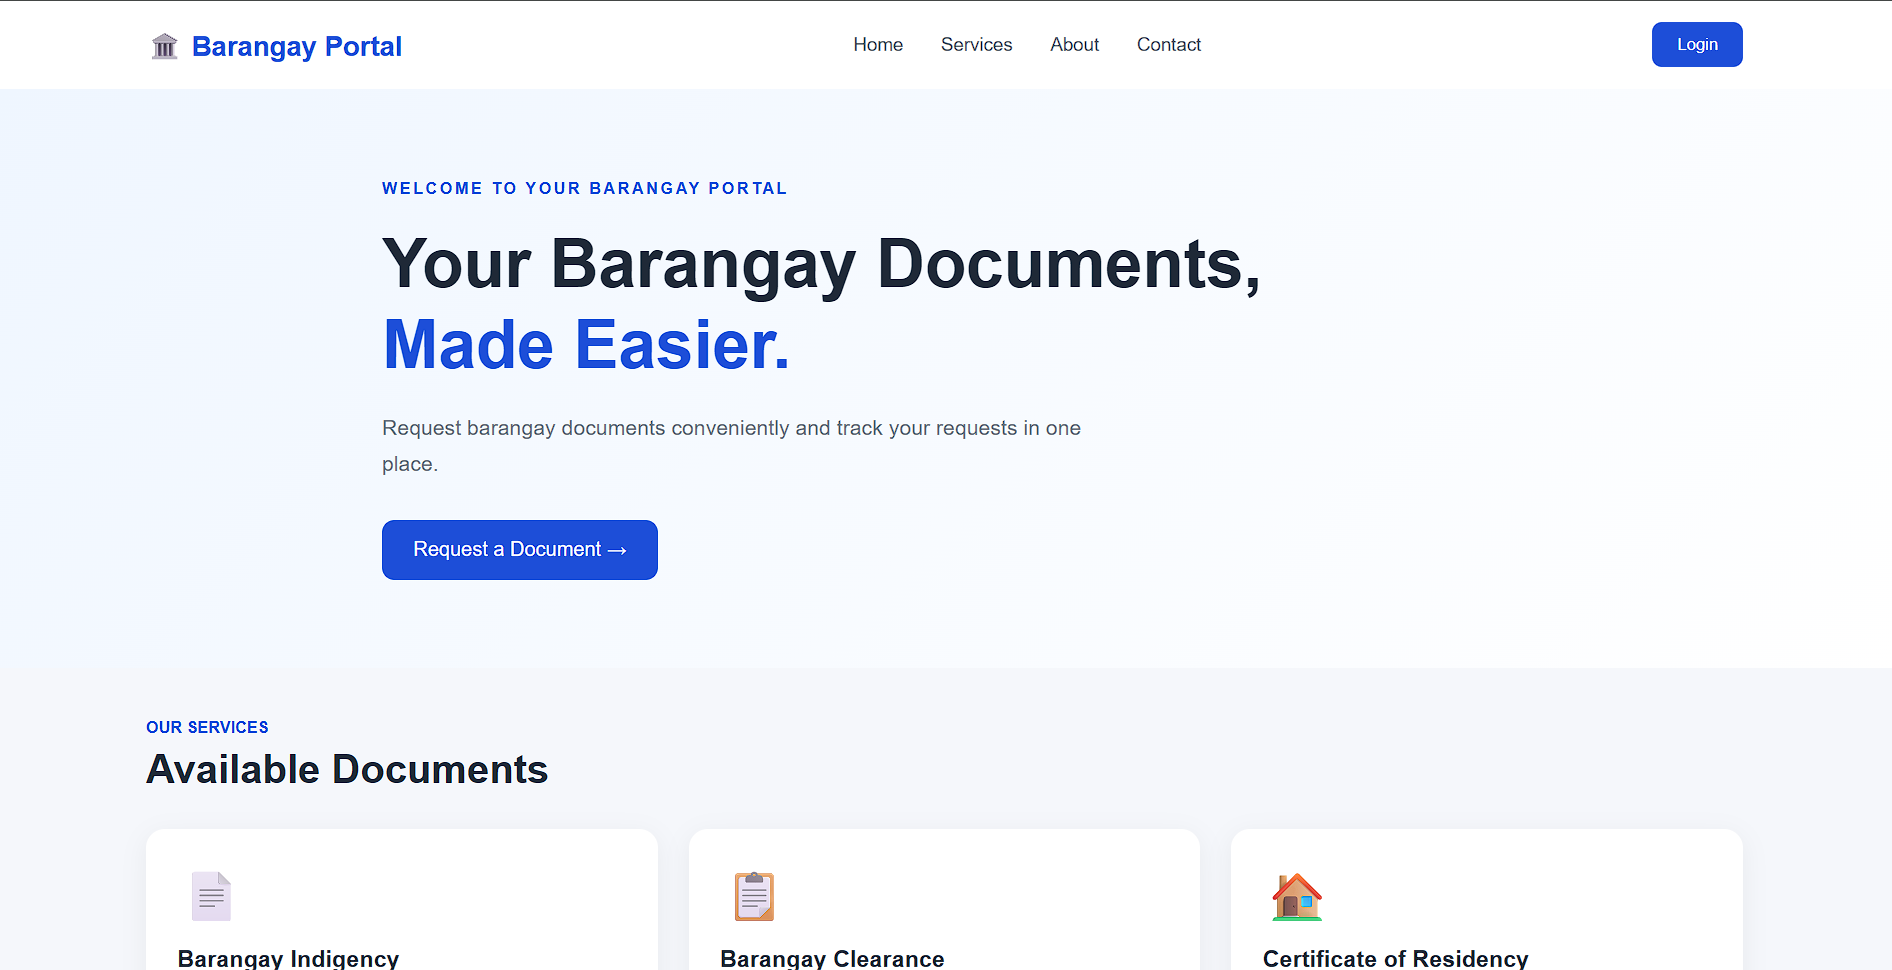 Barangay Portal
Home
Services
About
Contact
Login
WELCOME TO YOUR BARANGAY PORTAL
Your Barangay Documents,
Made Easier.
Request barangay documents conveniently and track your requests in one
place.
Request a Document →
OUR SERVICES
Available Documents
Barangay Indigency
Barangay Clearance
Certificate of Residency